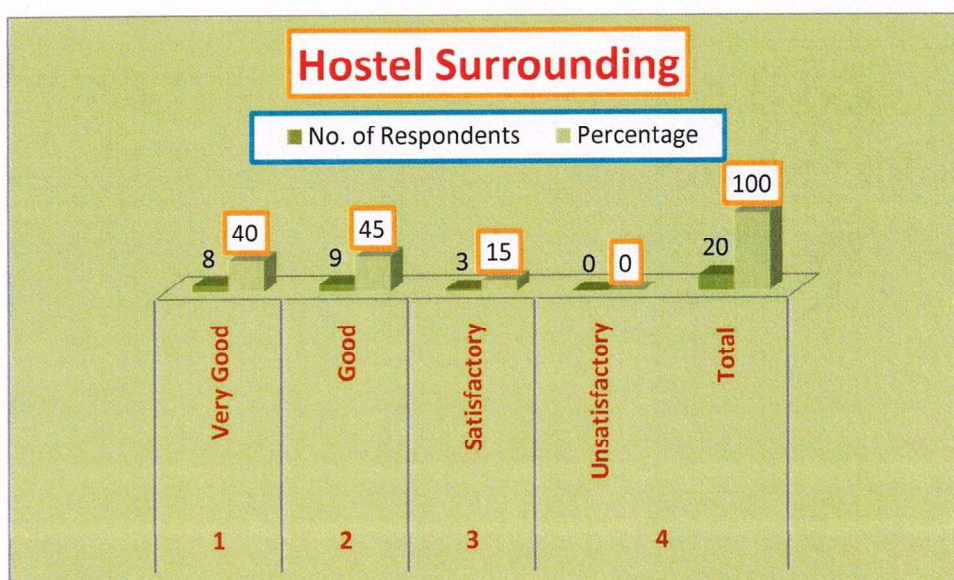 Hostel Surrounding
No. of Respondents Percentage
8 40 9 45 3 15 0 0 20 100
Very Good Good Satisfactory Unsatisfactory Total
1 2 3 4